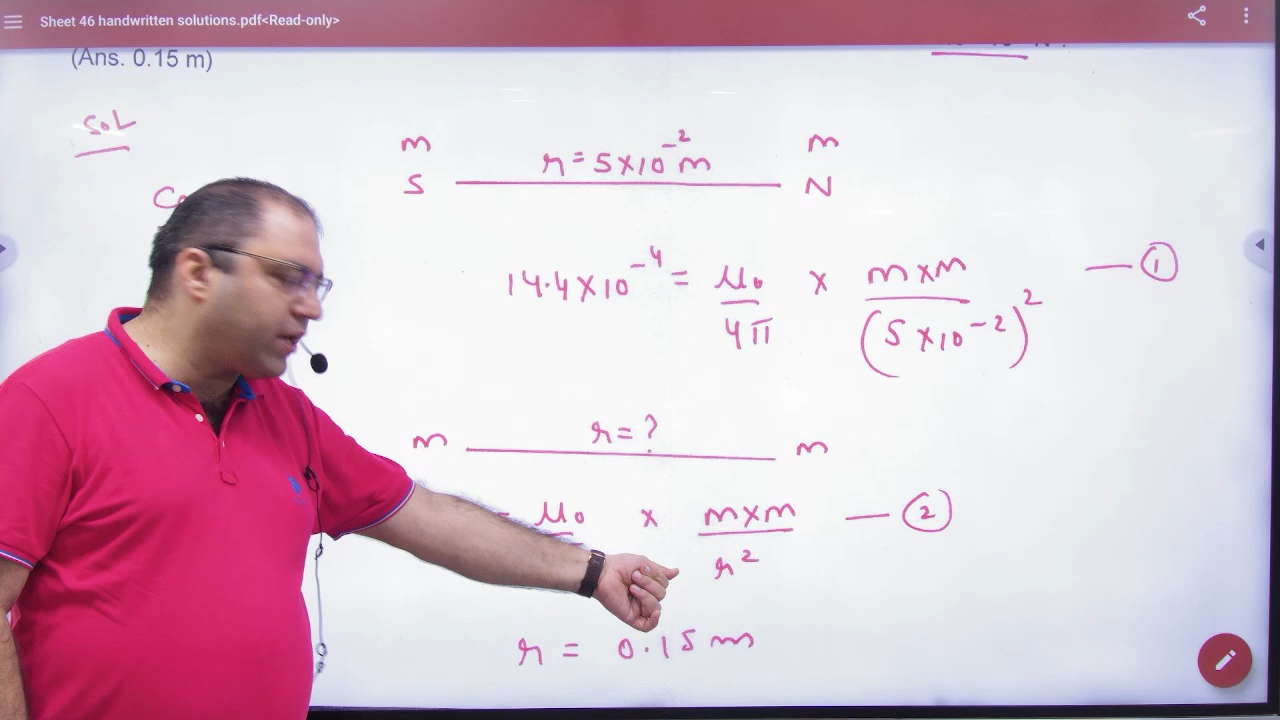 Sheet 46 handwritten solutions.pdf<Read-only>
(Ans. 0.15 m)
Sol
m r=5×10⁻²m m
S N
14.4×10⁻⁴ = μ₀/4π × m×m/(5×10⁻²)² — ①
m r=? m
= μ₀ × m×m/r² — ②
r = 0.15 m